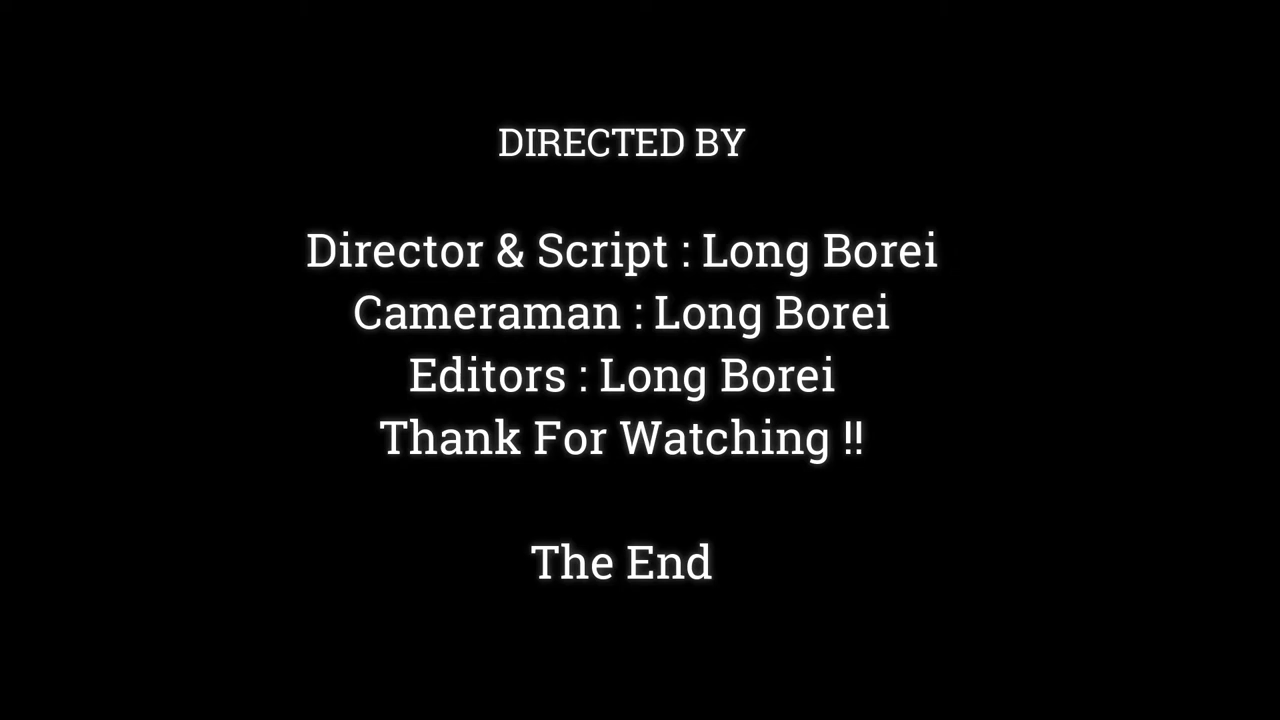 DIRECTED BY
Director & Script : Long Borei
Cameraman : Long Borei
Editors : Long Borei
Thank For Watching !!
The End